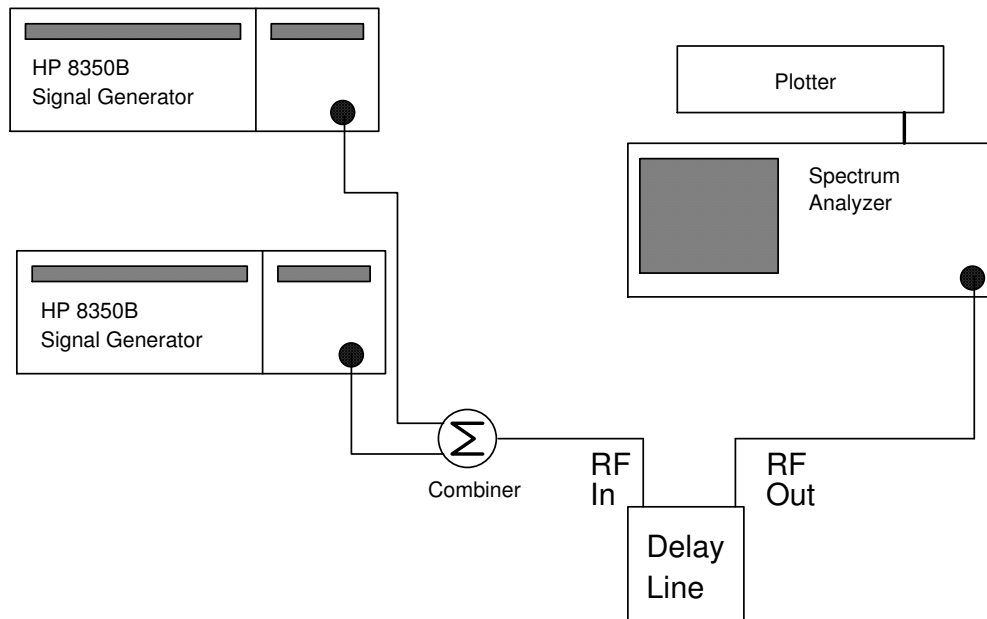 HP 8350B
Signal Generator
Plotter
Spectrum
Analyzer
HP 8350B
Signal Generator
Σ
Combiner
RF
In
RF
Out
Delay
Line